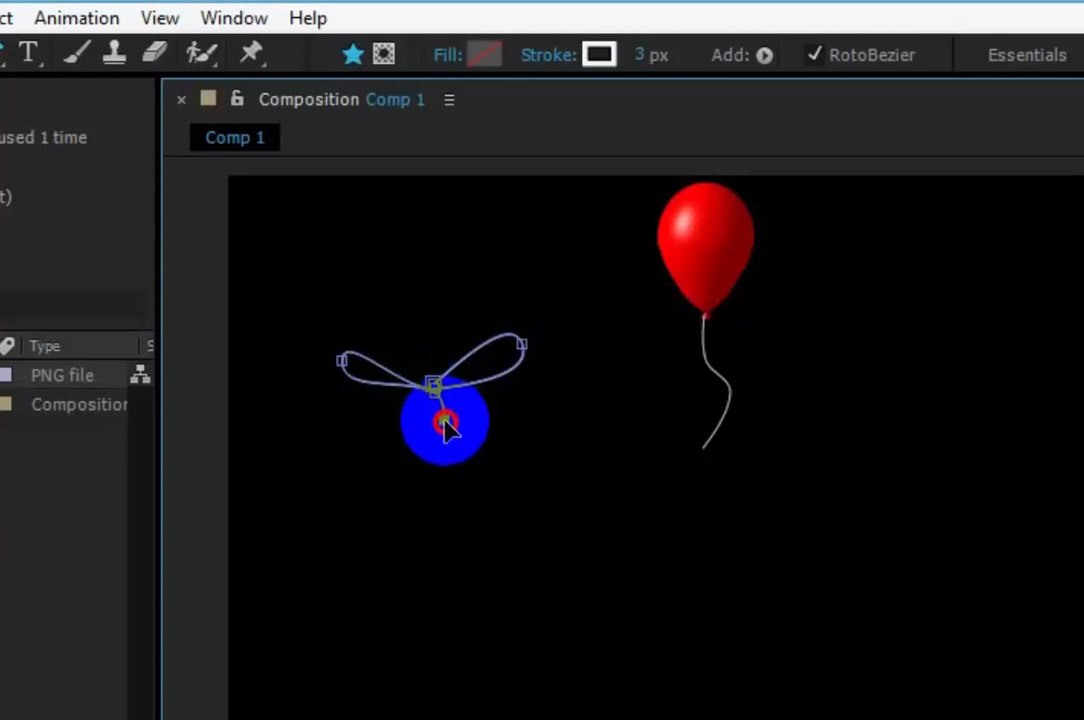 ct Animation View Window Help
T Fill: Stroke: 3 px Add: RotoBezier Essentials
× Composition Comp 1
used 1 time
Comp 1
t)
Type S
PNG file
Composition